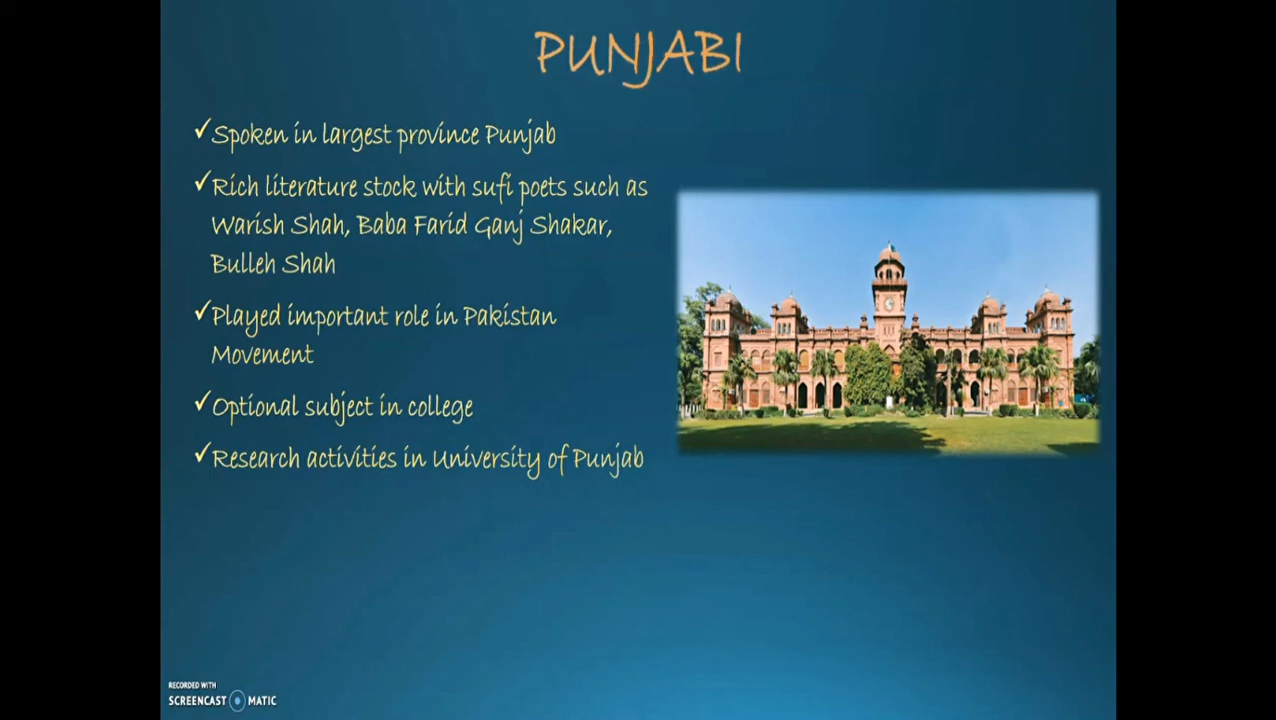 PUNJABI
✓Spoken in largest province Punjab
✓Rich literature stock with sufi poets such as
Warish Shah, Baba Farid Ganj Shakar,
Bulleh Shah
✓Played important role in Pakistan
Movement
✓Optional subject in college
✓Research activities in University of Punjab
RECORDED WITH
SCREENCAST MATIC